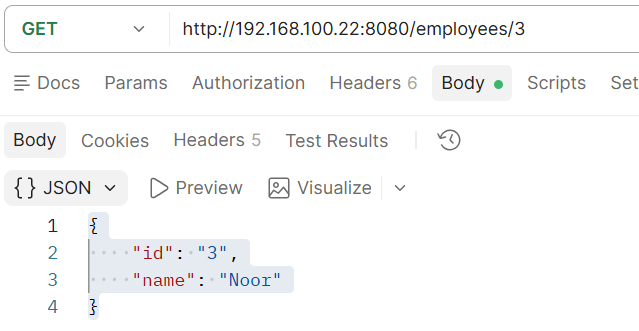 GET http://192.168.100.22:8080/employees/3
Docs Params Authorization Headers 6 Body Scripts Set
Body Cookies Headers 5 Test Results
{} JSON Preview Visualize
1 {
2 "id": "3",
3 "name": "Noor"
4 }